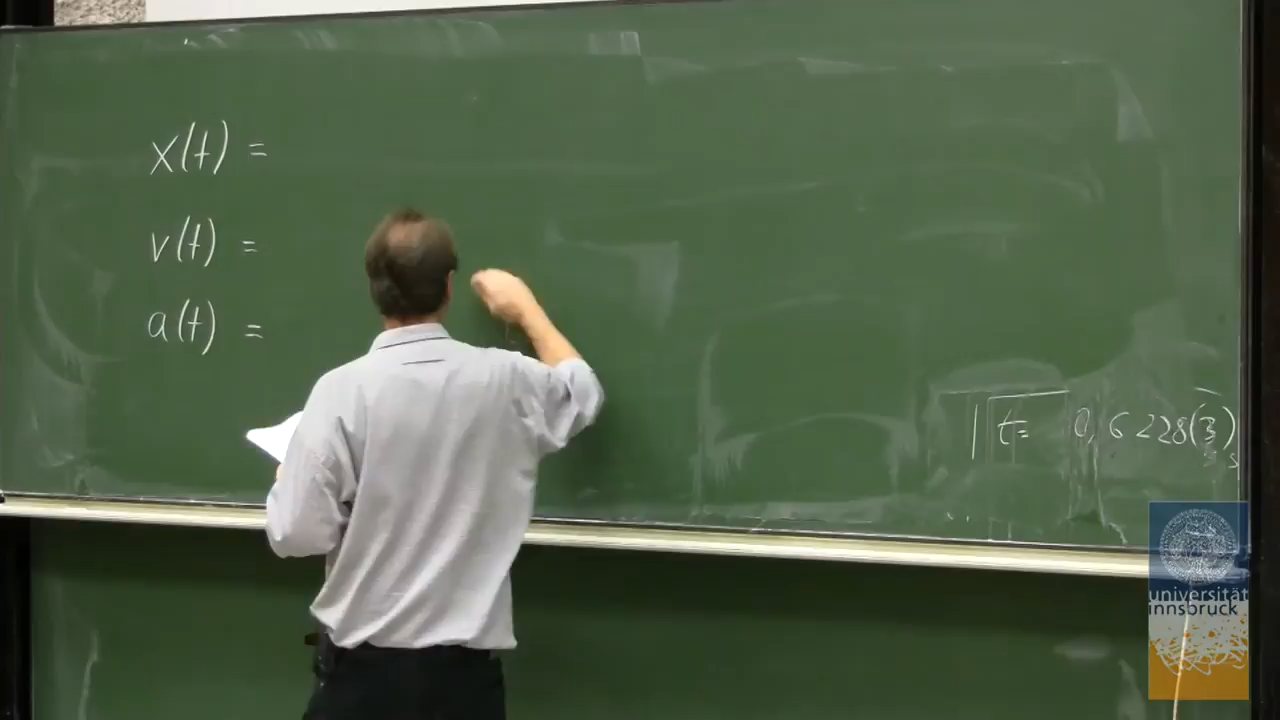 x(t) =
v(t) =
a(t) =
t = 0,6228(3)
universität
innsbruck